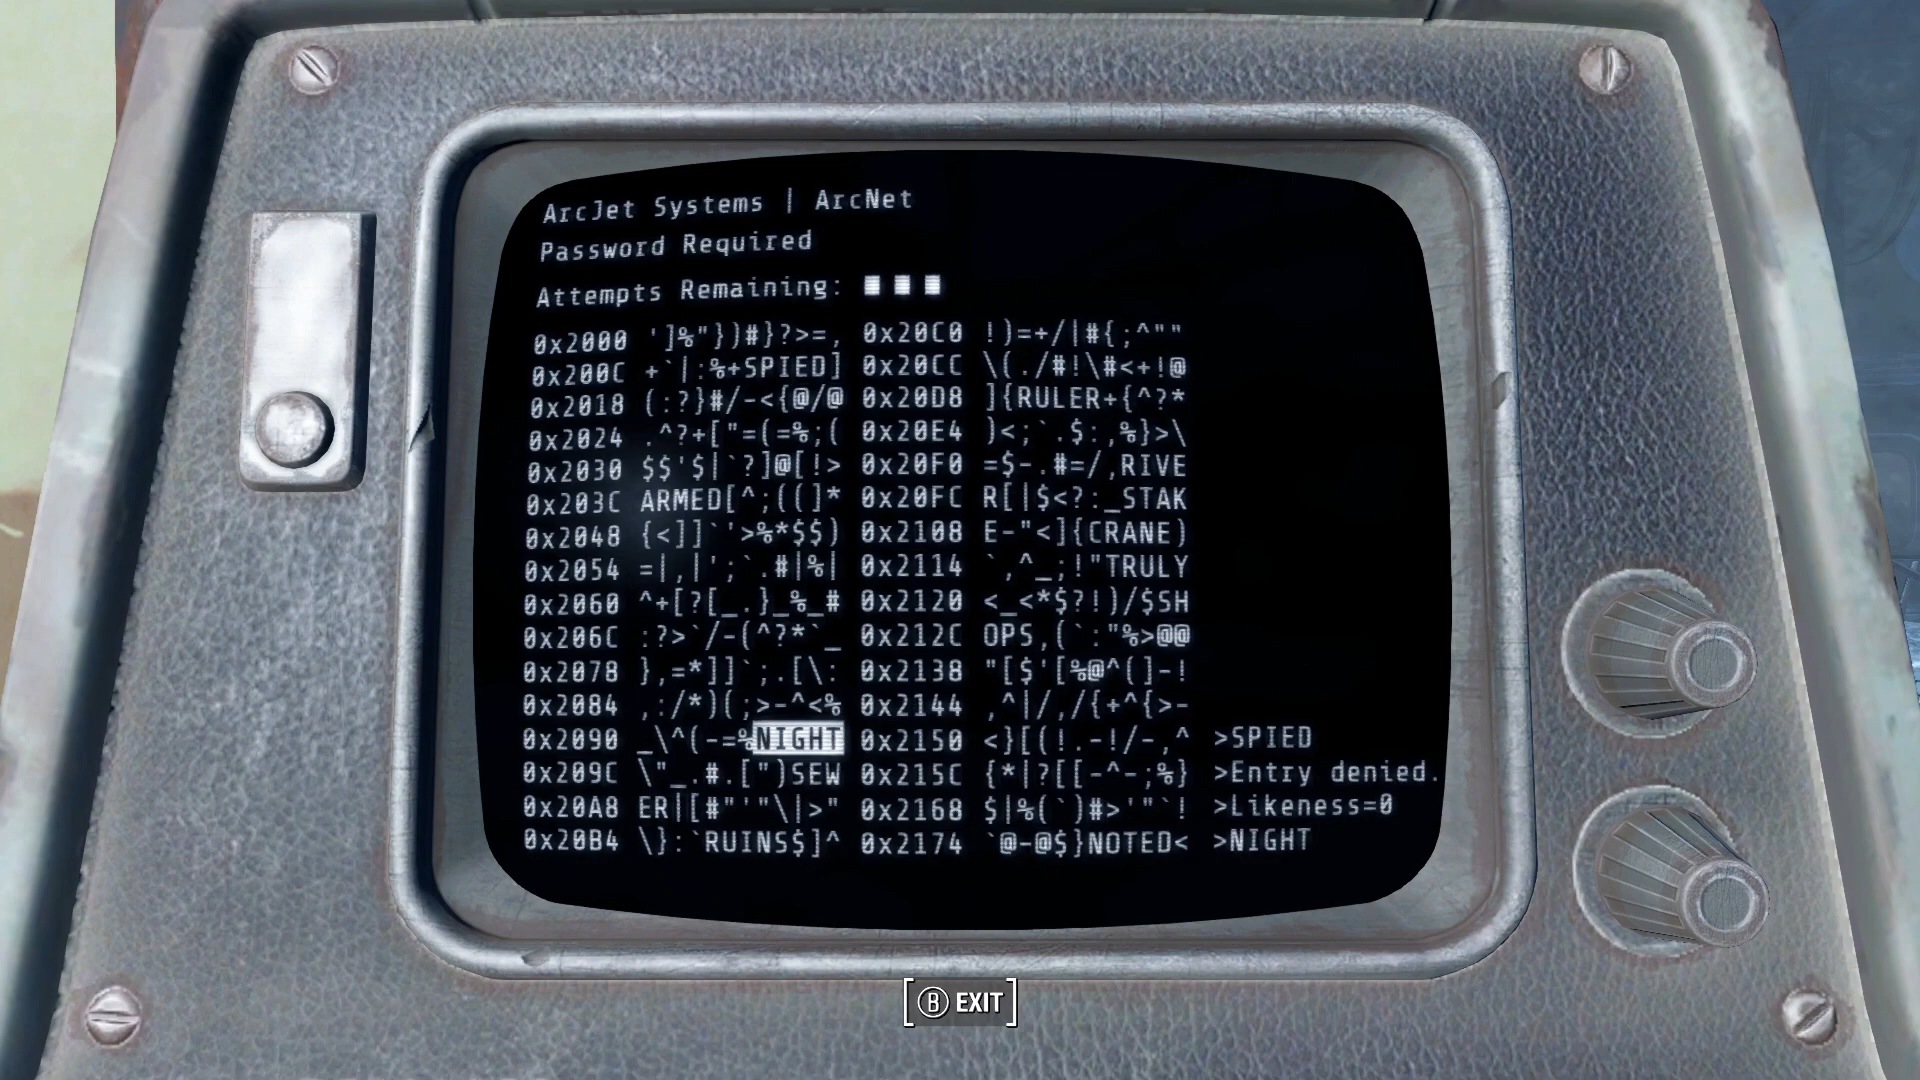 ArcJet Systems | ArcNet
Password Required
Attempts Remaining:
0x2000 ']%"})#}?>=, 0x20C0 !)=+/|#{;^""
0x200C +`|:%+SPIED] 0x20CC \(./#!\#<+!@
0x2018 (:?}#/-<{@/@ 0x20D8 ]{RULER+{^?*
0x2024 .^?+["=(=%;( 0x20E4 )<;`.$:,%}>\
0x2030 $$'$|`?]@[!> 0x20F0 =$-.#=/,RIVE
0x203C ARMED[^;((]* 0x20FC R[|$<?:_STAK
0x2048 {<]]`'>%*$$) 0x2108 E-"<]{CRANE)
0x2054 =|,|';`.#|%| 0x2114 `,^_;!"TRULY
0x2060 ^+[?[_.}_%_# 0x2120 <_<*$?!)/$SH
0x206C :?>`/-(^?*`_ 0x212C OPS,(`:"%>@@
0x2078 },=*]]`;.[\: 0x2138 "[$'[%@^(]-!
0x2084 ,:/*)(;>-^<% 0x2144 ,^|/,/{+^{>-
0x2090 _\^(-=%NIGHT 0x2150 <}[(!.-!/-,^ >SPIED
0x209C \"_.#.[")SEW 0x215C {*|?[[-^-;%} >Entry denied.
0x20A8 ER|[#"'"\|>" 0x2168 $|%(`)#>'"`! >Likeness=0
0x20B4 \}:`RUINS$]^ 0x2174 `@-@$}NOTED< >NIGHT
[B EXIT]